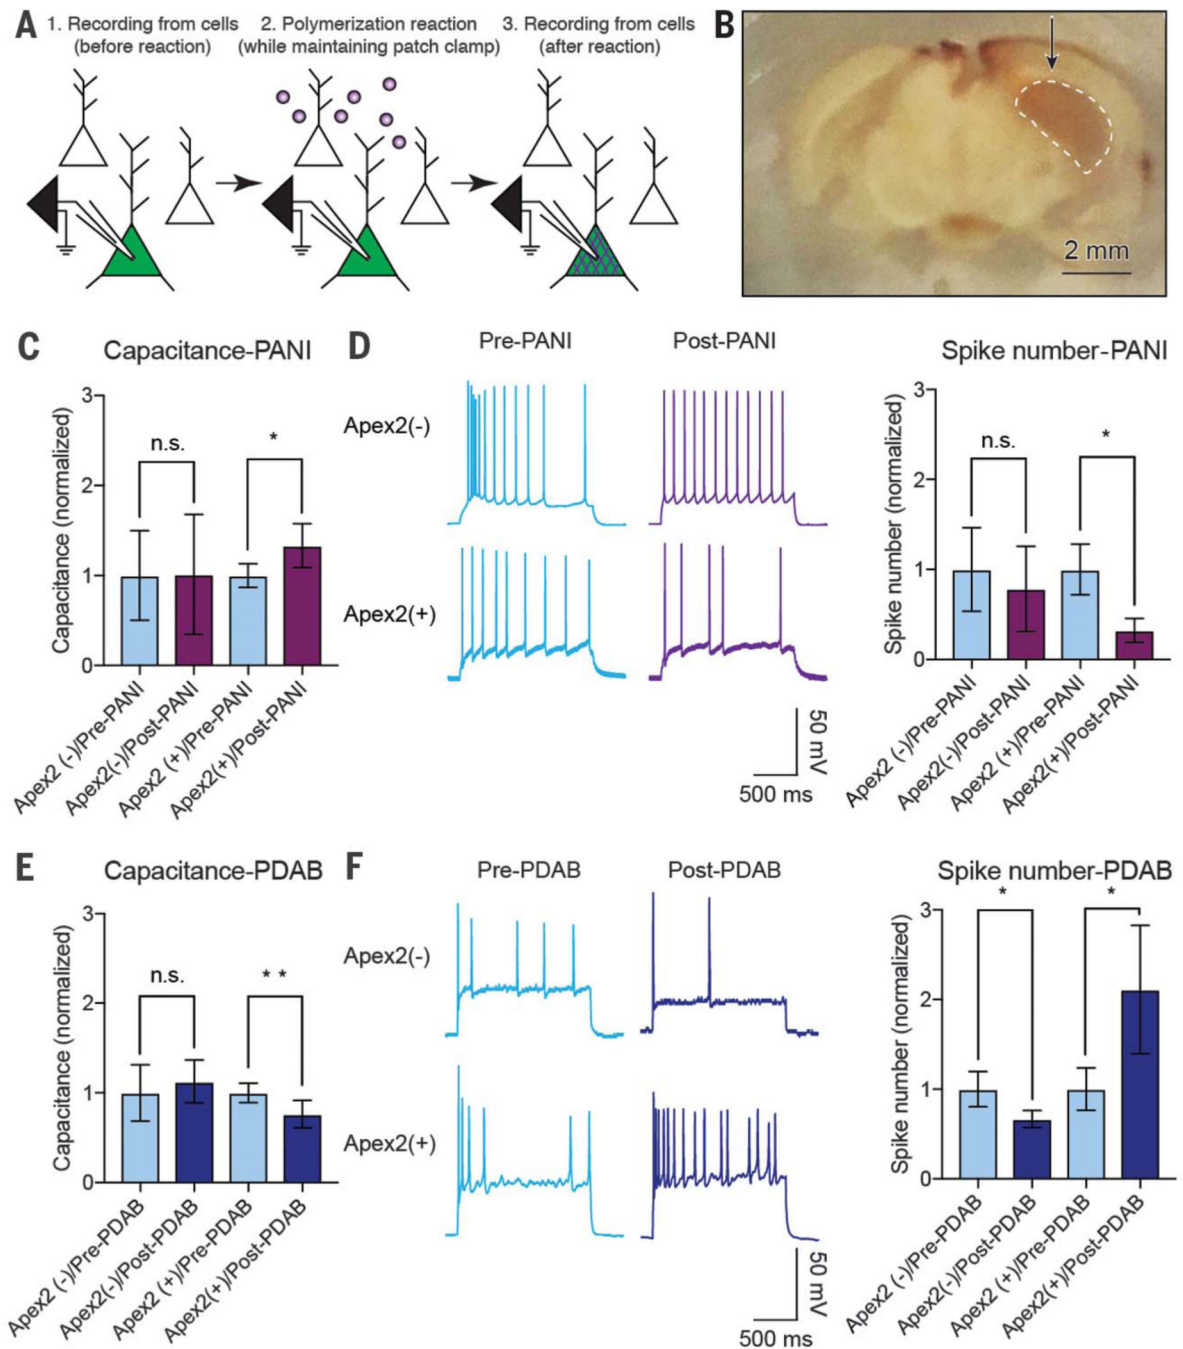 A
1. Recording from cells
(before reaction)
2. Polymerization reaction
(while maintaining patch clamp)
3. Recording from cells
(after reaction)
B
2 mm
C
Capacitance-PANI
Capacitance (normalized)
3
2
1
0
n.s.
*
Apex2 (-)/Pre-PANI
Apex2(-)/Post-PANI
Apex2 (+)/Pre-PANI
Apex2(+)/Post-PANI
D
Pre-PANI
Post-PANI
Apex2(-)
Apex2(+)
50 mV
500 ms
Spike number-PANI
Spike number (normalized)
3
2
1
0
n.s.
*
Apex2 (-)/Pre-PANI
Apex2(-)/Post-PANI
Apex2 (+)/Pre-PANI
Apex2(+)/Post-PANI
E
Capacitance-PDAB
Capacitance (normalized)
3
2
1
0
n.s.
* *
Apex2 (-)/Pre-PDAB
Apex2(-)/Post-PDAB
Apex2 (+)/Pre-PDAB
Apex2(+)/Post-PDAB
F
Pre-PDAB
Post-PDAB
Apex2(-)
Apex2(+)
50 mV
500 ms
Spike number-PDAB
Spike number (normalized)
3
2
1
0
*
*
Apex2 (-)/Pre-PDAB
Apex2(-)/Post-PDAB
Apex2 (+)/Pre-PDAB
Apex2(+)/Post-PDAB